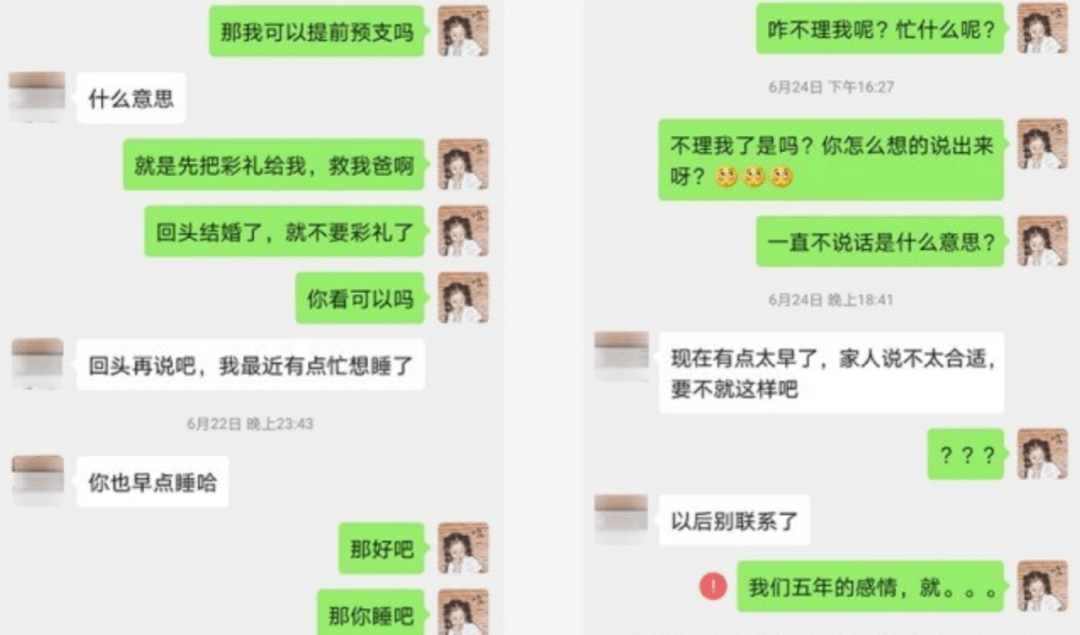 那我可以提前预支吗
什么意思
就是先把彩礼给我，救我爸啊
回头结婚了，就不要彩礼了
你看可以吗
回头再说吧，我最近有点忙想睡了
6月22日 晚上23:43
你也早点睡哈
那好吧
那你睡吧
咋不理我呢？忙什么呢？
6月24日 下午16:27
不理我了是吗？你怎么想的说出来
呀？
一直不说话是什么意思？
6月24日 晚上18:41
现在有点太早了，家人说不太合适，
要不就这样吧
？？？
以后别联系了
我们五年的感情，就。。。